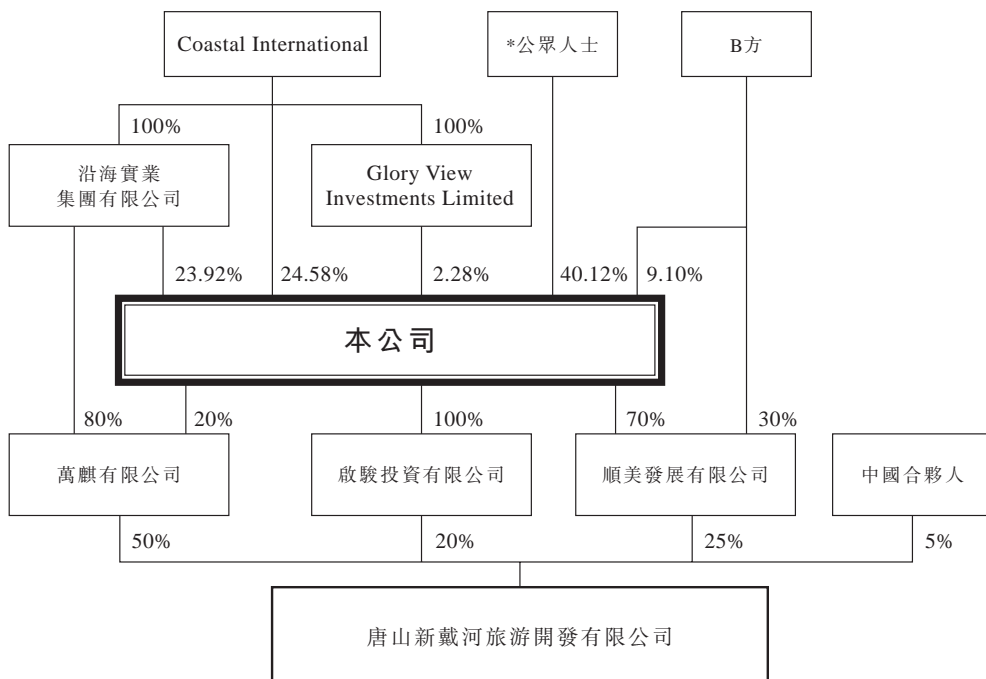 Coastal International
*公眾人士
B方
100%
100%
沿海實業
集團有限公司
Glory View
Investments Limited
23.92%
24.58%
2.28%
40.12%
9.10%
本公司
80%
20%
100%
70%
30%
萬麒有限公司
啟駿投資有限公司
順美發展有限公司
中國合夥人
50%
20%
25%
5%
唐山新戴河旅游開發有限公司